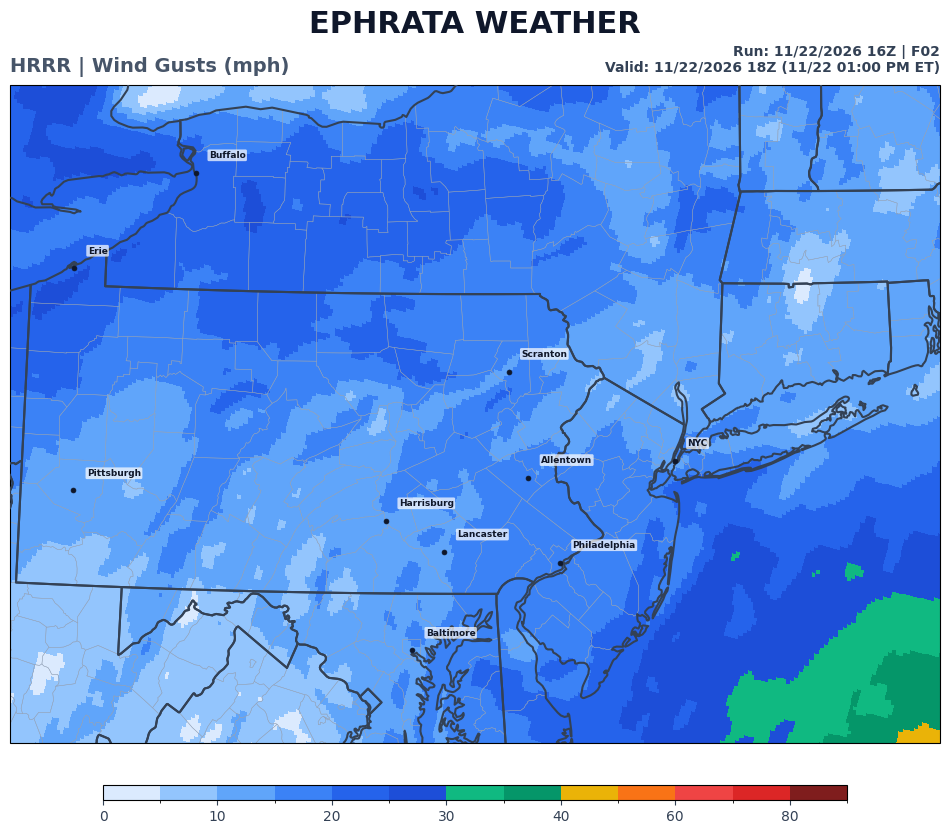 EPHRATA WEATHER
HRRR | Wind Gusts (mph)
Run: 11/22/2026 16Z | F02
Valid: 11/22/2026 18Z (11/22 01:00 PM ET)
Buffalo
Erie
Scranton
NYC
Allentown
Pittsburgh
Harrisburg
Lancaster
Philadelphia
Baltimore
0 10 20 30 40 50 60 70 80